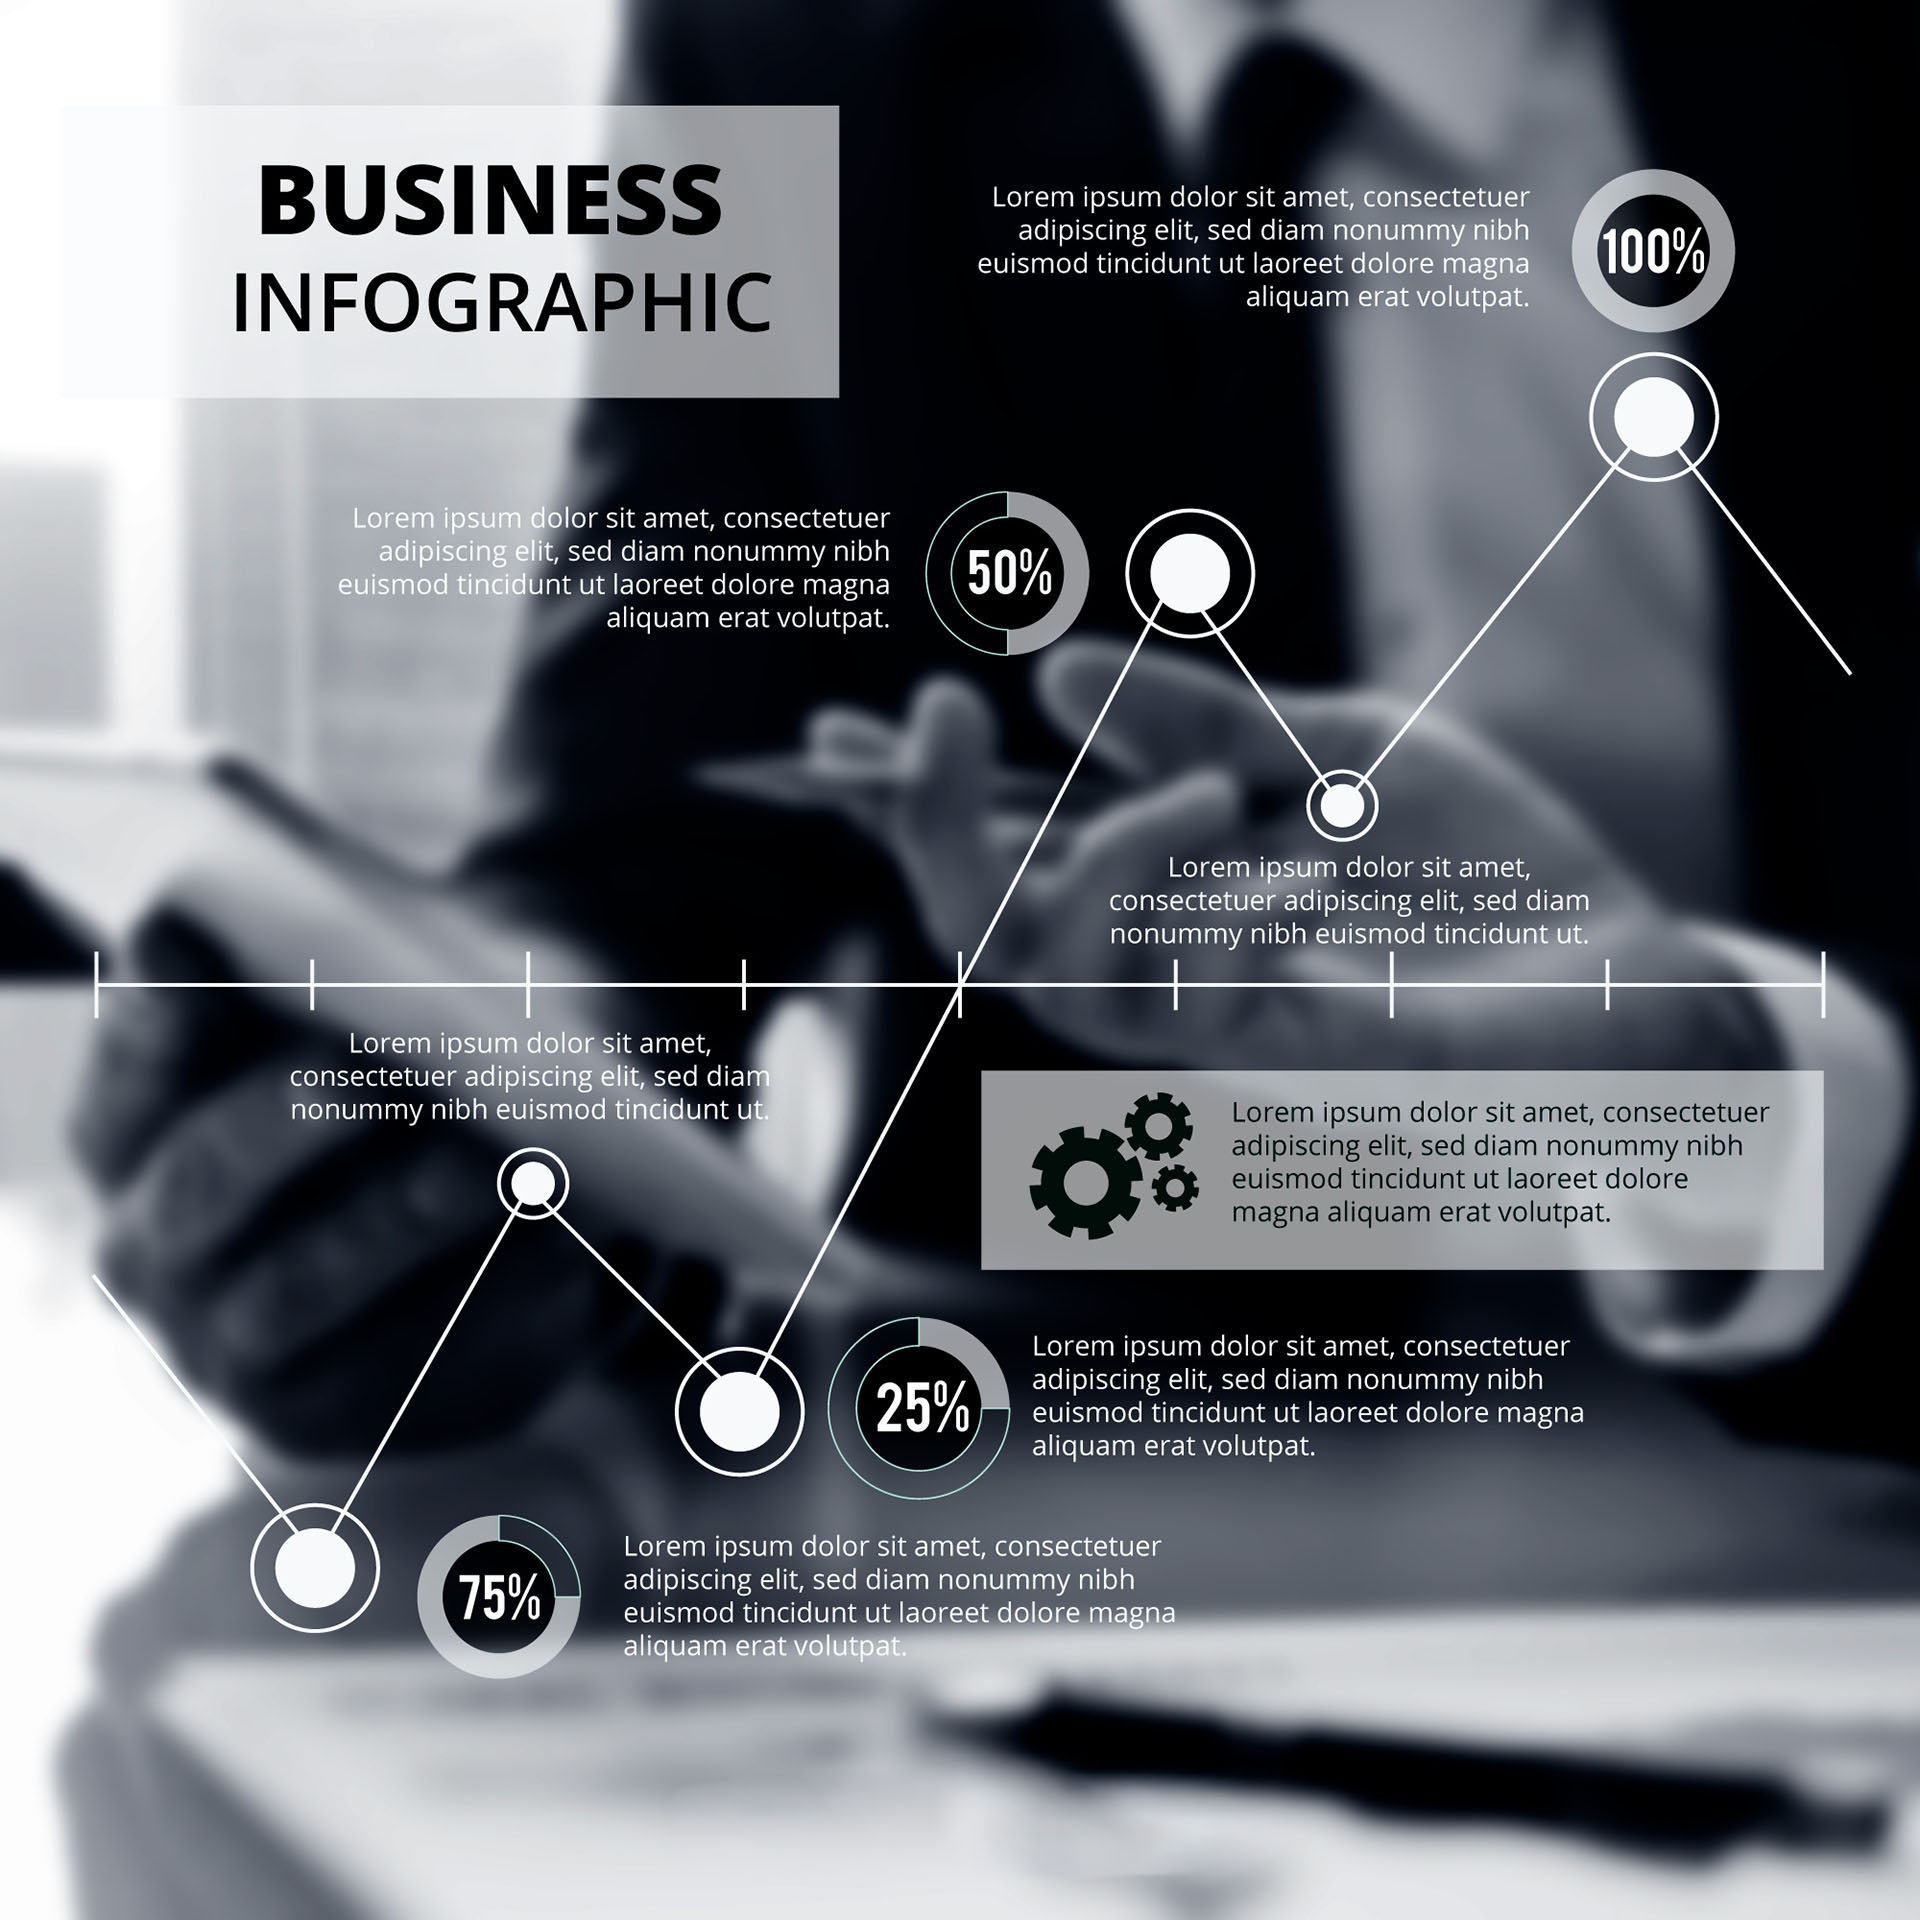 BUSINESS
INFOGRAPHIC
Lorem ipsum dolor sit amet, consectetuer
adipiscing elit, sed diam nonummy nibh
euismod tincidunt ut laoreet dolore magna
aliquam erat volutpat.
100%
Lorem ipsum dolor sit amet, consectetuer
adipiscing elit, sed diam nonummy nibh
euismod tincidunt ut laoreet dolore magna
aliquam erat volutpat.
50%
Lorem ipsum dolor sit amet,
consectetuer adipiscing elit, sed diam
nonummy nibh euismod tincidunt ut.
Lorem ipsum dolor sit amet,
consectetuer adipiscing elit, sed diam
nonummy nibh euismod tincidunt ut.
Lorem ipsum dolor sit amet, consectetuer
adipiscing elit, sed diam nonummy nibh
euismod tincidunt ut laoreet dolore
magna aliquam erat volutpat.
25%
Lorem ipsum dolor sit amet, consectetuer
adipiscing elit, sed diam nonummy nibh
euismod tincidunt ut laoreet dolore magna
aliquam erat volutpat.
75%
Lorem ipsum dolor sit amet, consectetuer
adipiscing elit, sed diam nonummy nibh
euismod tincidunt ut laoreet dolore magna
aliquam erat volutpat.